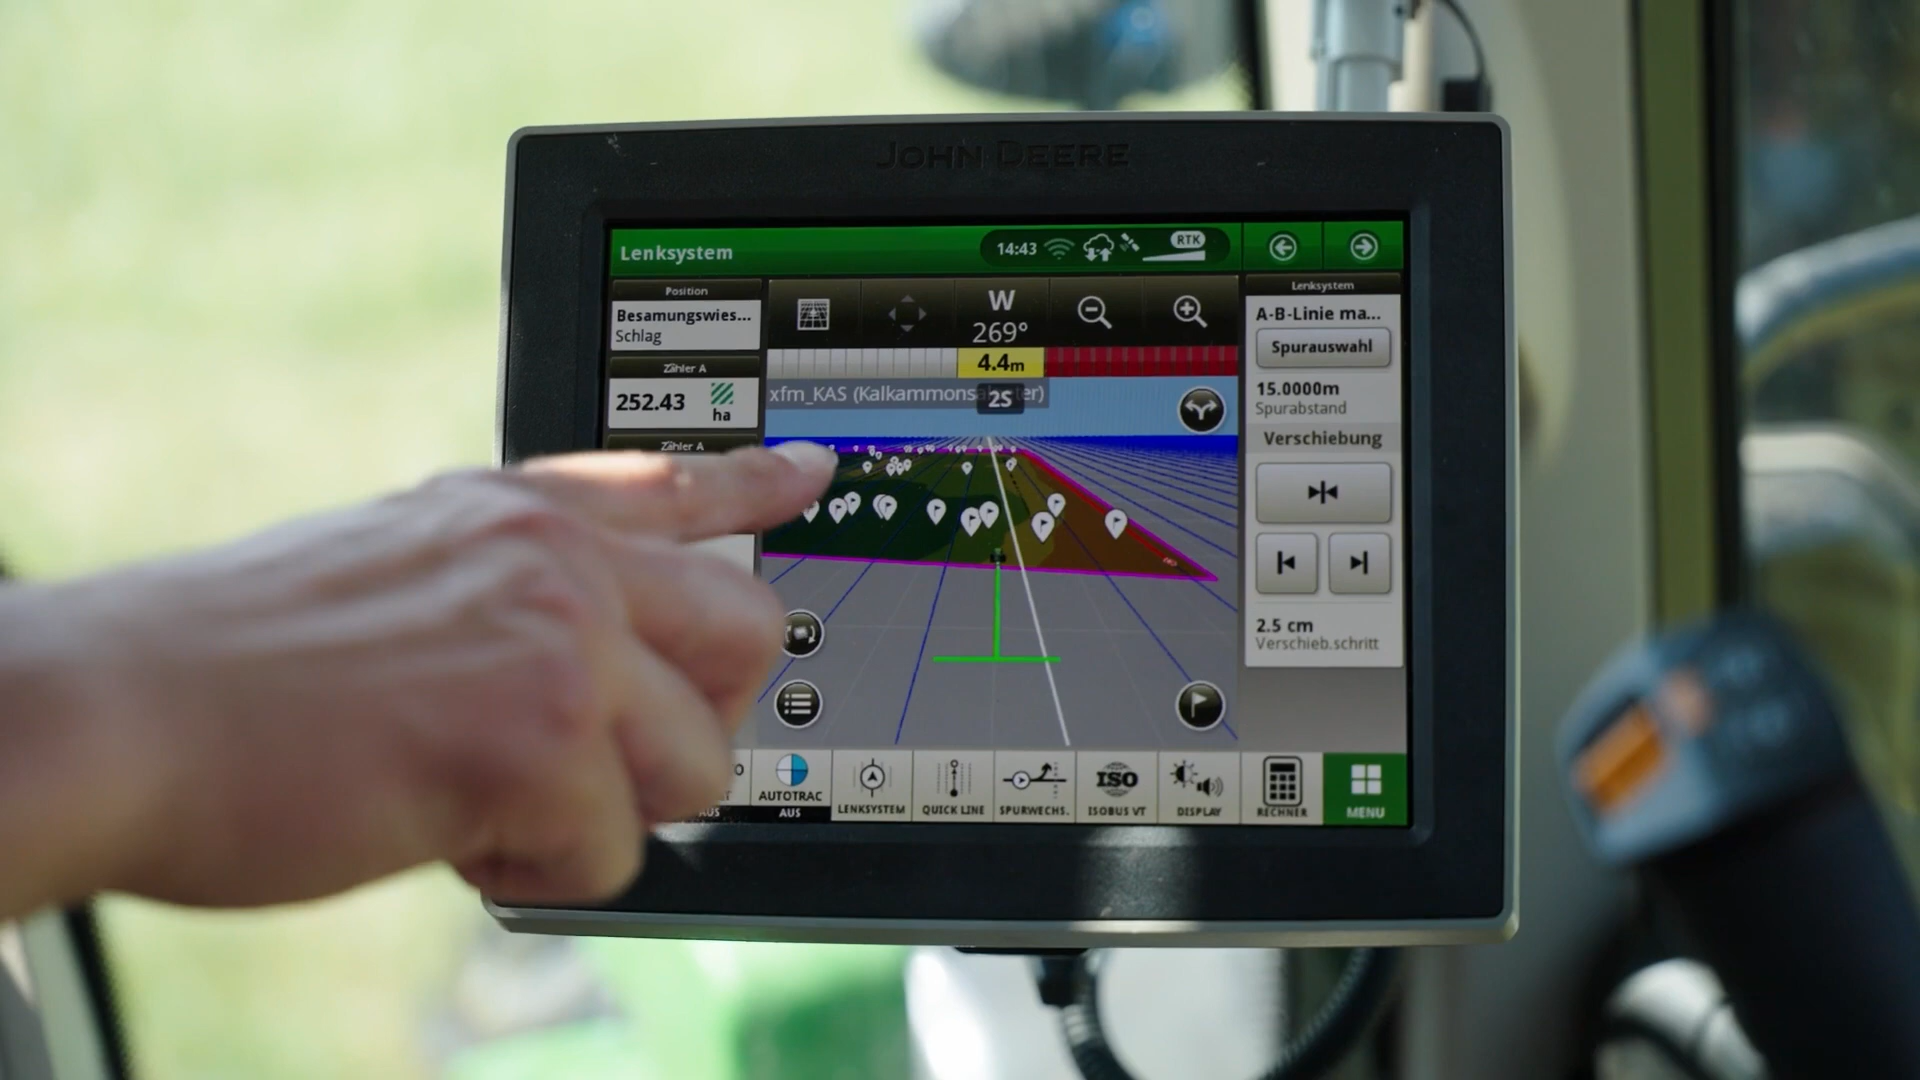 JOHN DEERE
Lenksystem
14:43
RTK
Position
Besamungswies...
Schlag
Zähler A
252.43
ha
Zähler A
W
269°
4.4m
xfm_KAS (Kalkammonsa
ter)
2S
Lenksystem
A-B-Linie ma...
Spurauswahl
15.0000m
Spurabstand
Verschiebung
2.5 cm
Verschieb.schritt
AUS
AUTOTRAC
AUS
LENKSYSTEM
QUICK LINE
SPURWECHS.
ISO
ISOBUS VT
DISPLAY
RECHNER
MENU